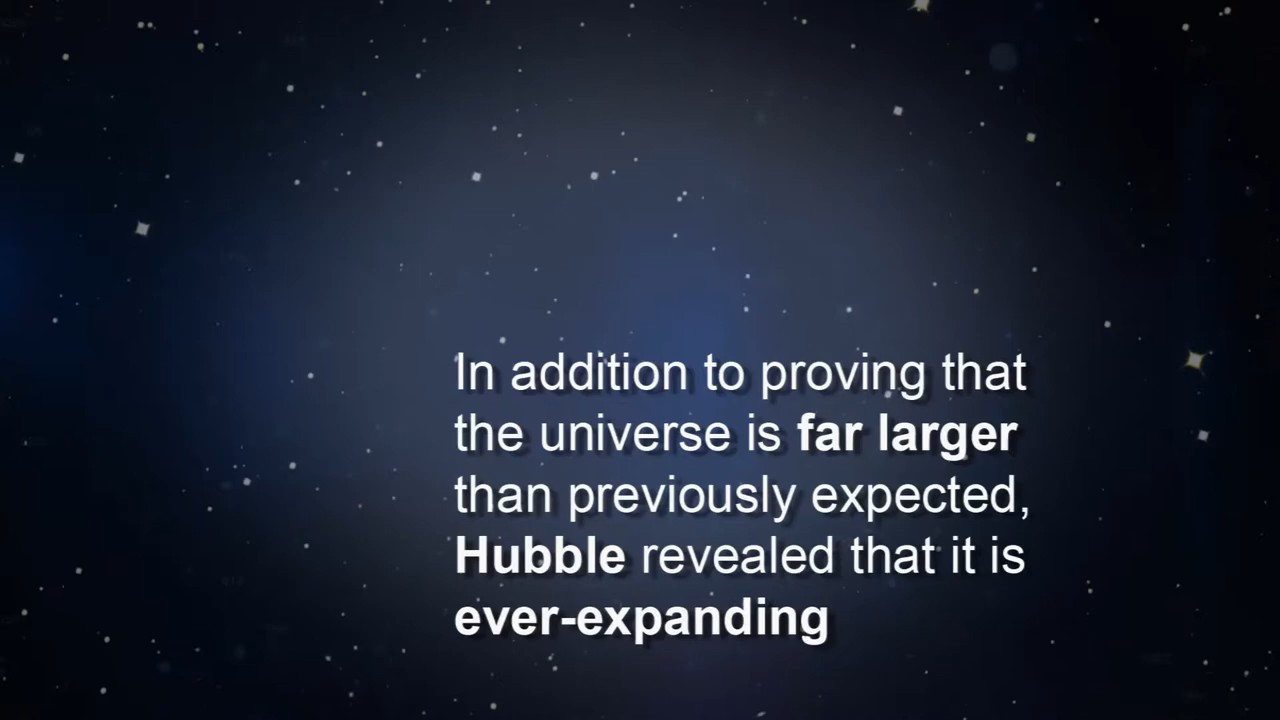 In addition to proving that
the universe is far larger
than previously expected,
Hubble revealed that it is
ever-expanding